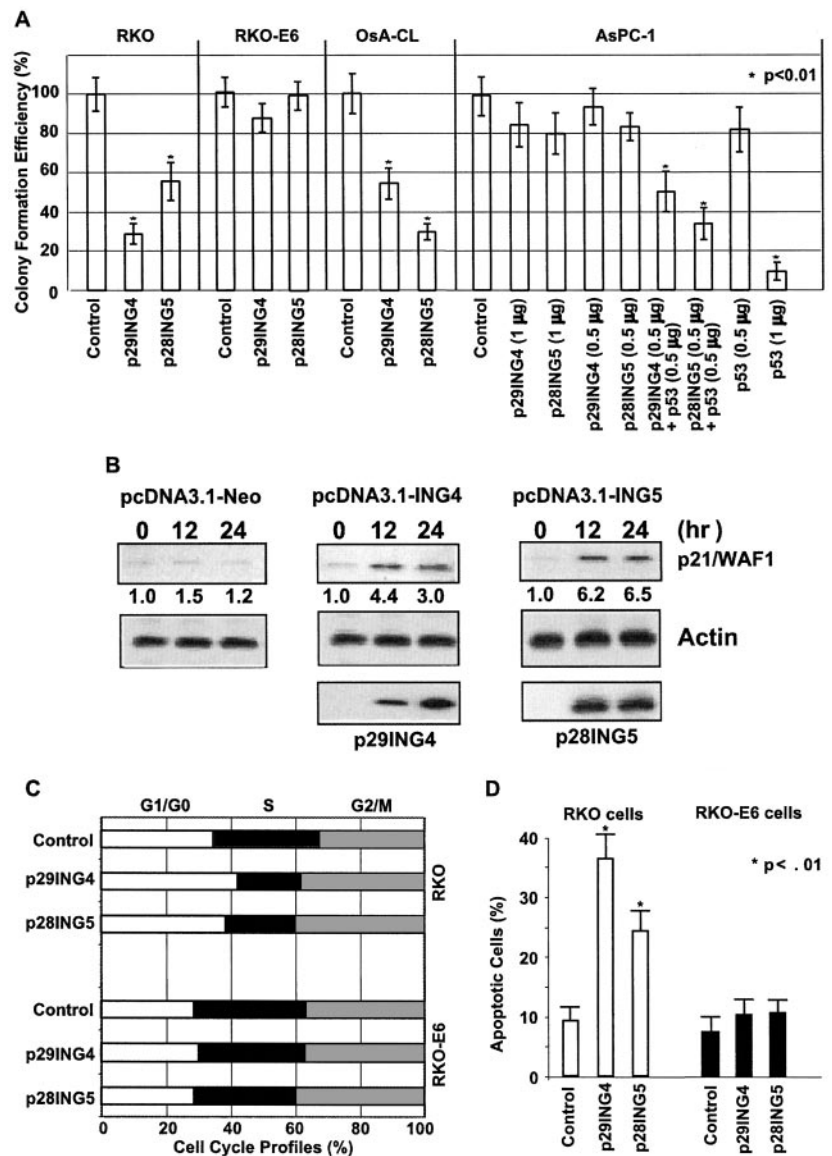 A
RKO RKO-E6 OsA-CL AsPC-1
* p<0.01
Colony Formation Efficiency (%)
100
80
60
40
20
0
* * * * * * *
Control
p29ING4
p28ING5
Control
p29ING4
p28ING5
Control
p29ING4
p28ING5
Control
p29ING4 (1 µg)
p28ING5 (1 µg)
p29ING4 (0.5 µg)
p28ING5 (0.5 µg)
p29ING4 (0.5 µg)
+ p53 (0.5 µg)
p28ING5 (0.5 µg)
+ p53 (0.5 µg)
p53 (0.5 µg)
p53 (1 µg)
B
pcDNA3.1-Neo pcDNA3.1-ING4 pcDNA3.1-ING5
0 12 24 0 12 24 0 12 24 (hr )
p21/WAF1
1.0 1.5 1.2 1.0 4.4 3.0 1.0 6.2 6.5
Actin
p29ING4 p28ING5
C
G1/G0 S G2/M
Control
p29ING4
p28ING5
RKO
Control
p29ING4
p28ING5
RKO-E6
0 20 40 60 80 100
Cell Cycle Profiles (%)
D
RKO cells RKO-E6 cells
* p< .01
* *
Apoptotic Cells (%)
40
30
20
10
0
Control
p29ING4
p28ING5
Control
p29ING4
p28ING5